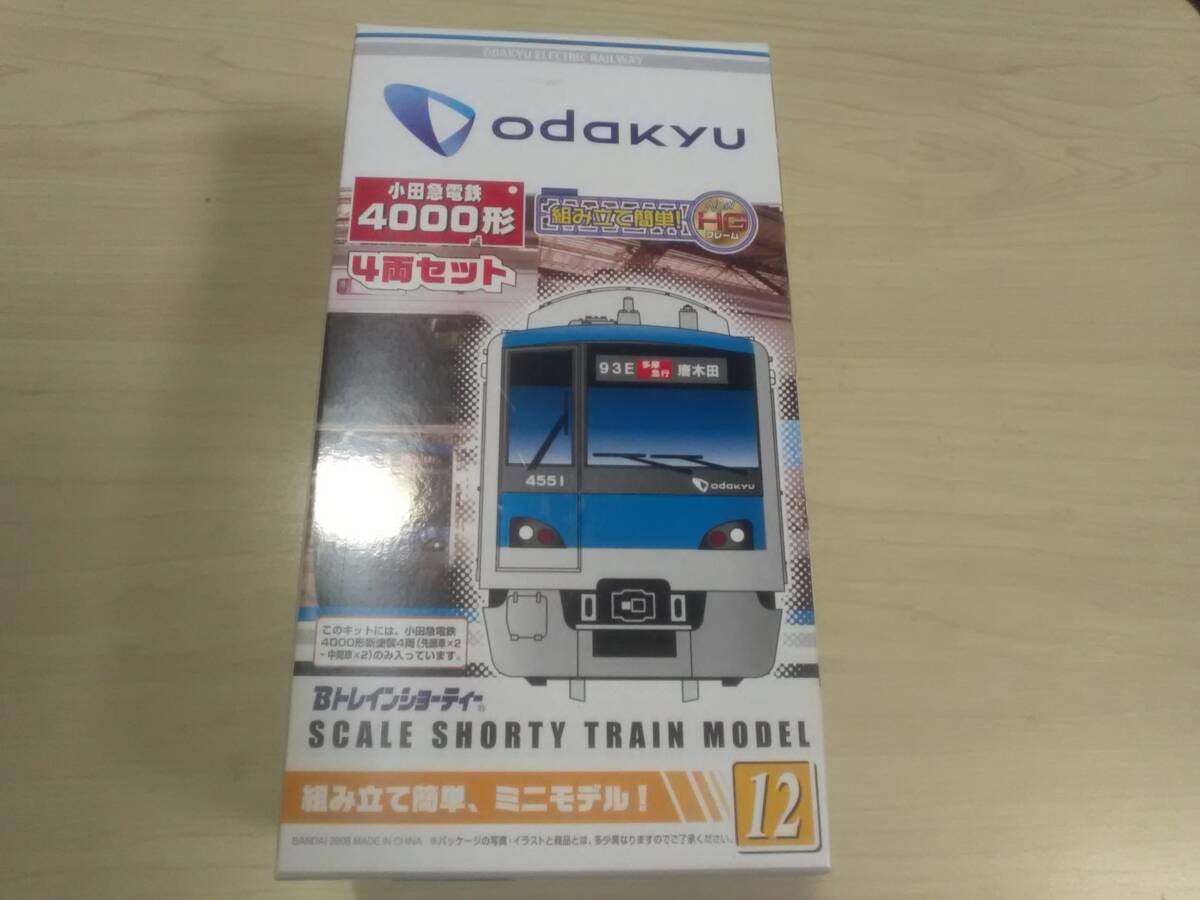 ODAKYU ELECTRIC RAILWAY
odakyu
小田急電鉄
4000形
組み立て簡単!
New
HG
フレーム
4両セット
93E 多摩急行 唐木田
4551
odakyu
このキットには、小田急電鉄
4000形新塗装4両(先頭車×2
・中間車×2)のみ入っています。
Bトレインショーティー®
SCALE SHORTY TRAIN MODEL
組み立て簡単、ミニモデル!
12
BANDAI 2008 MADE IN CHINA ※パッケージの写真・イラストと商品とは、多少異なりますのでご了承ください。